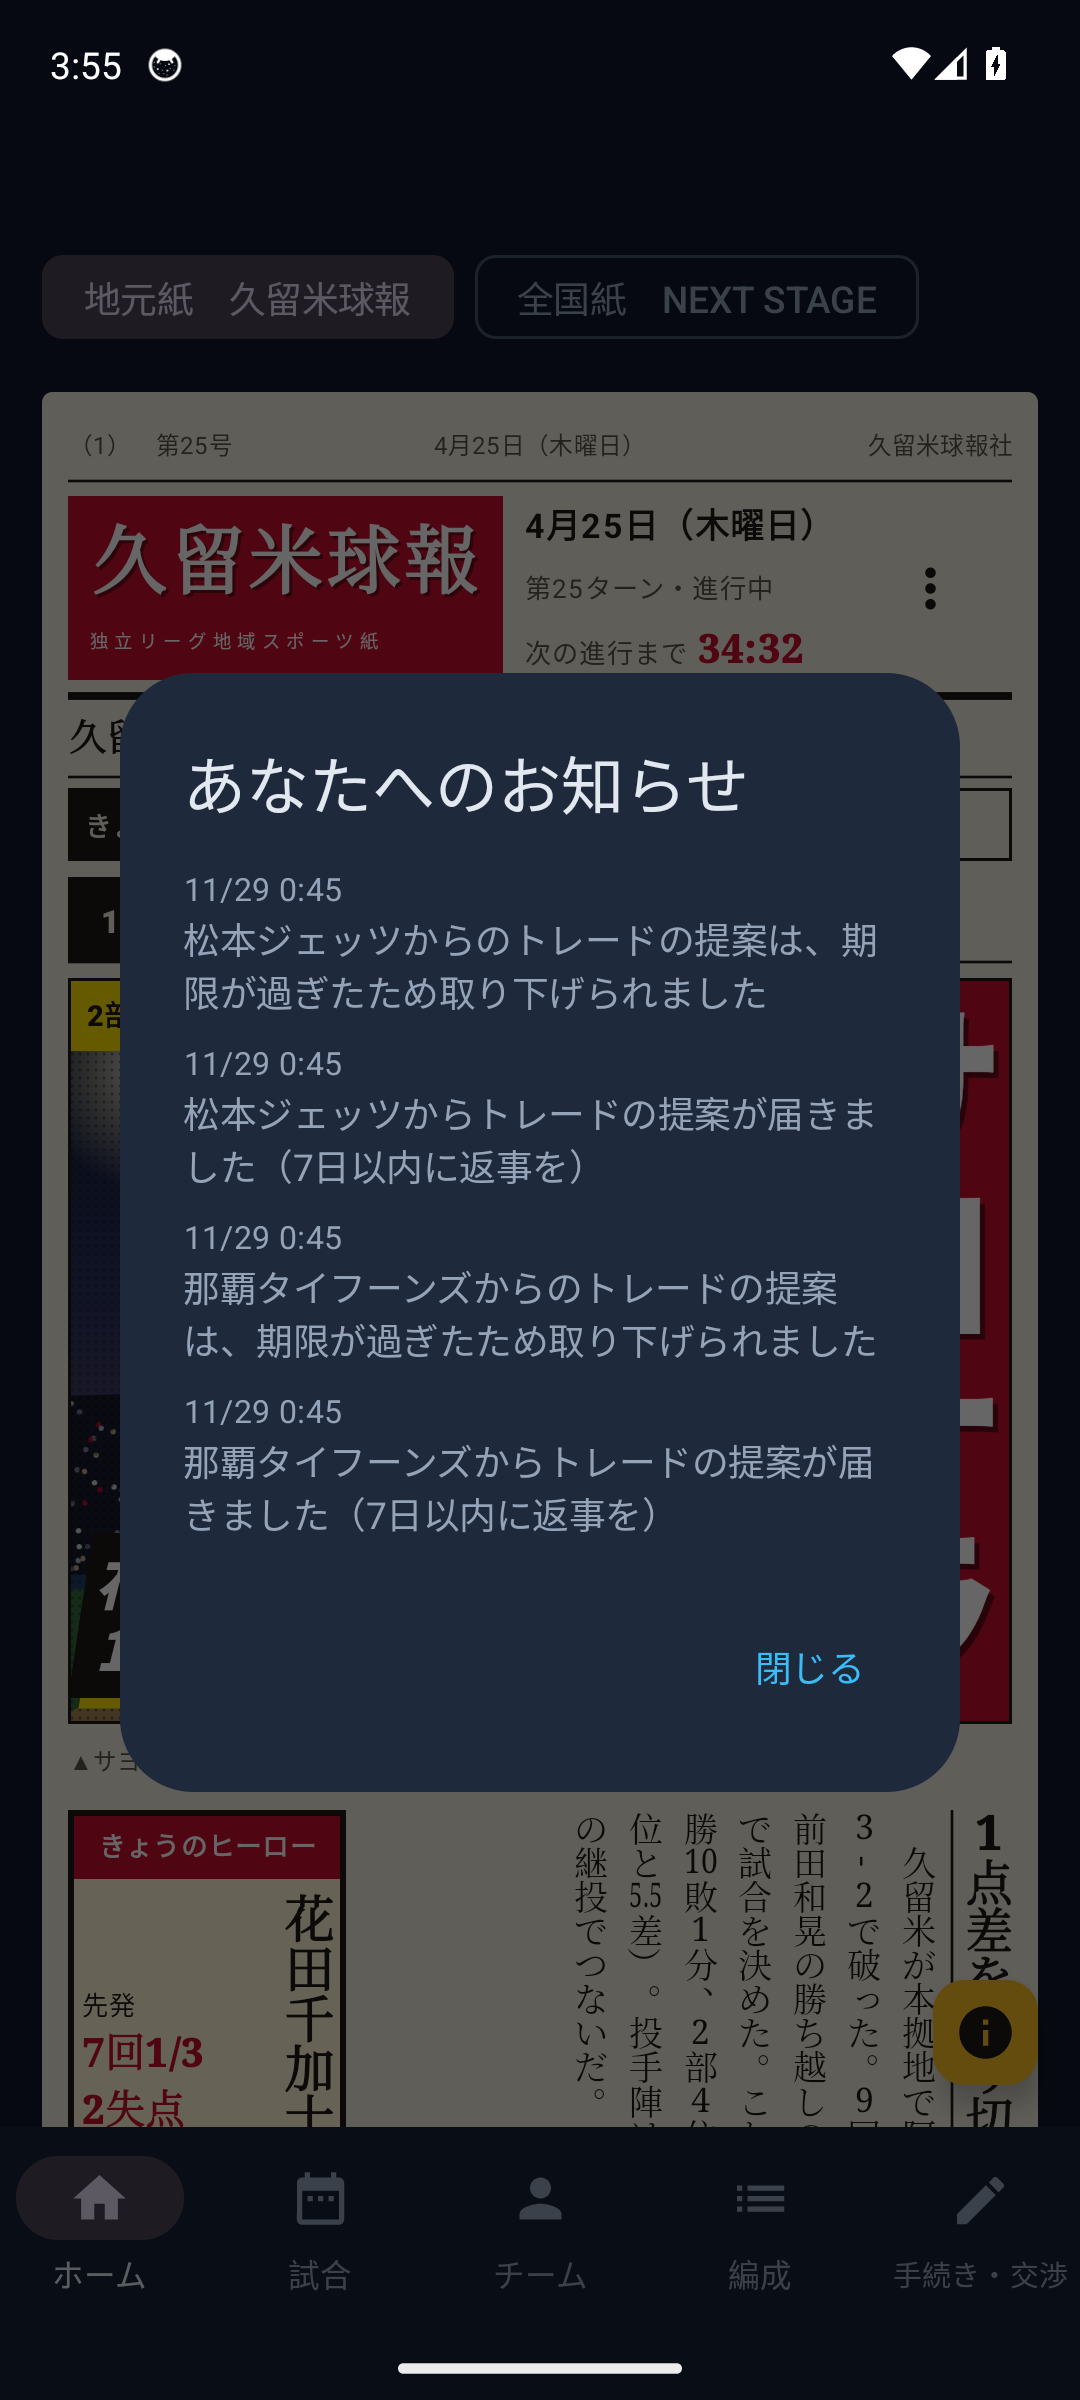 3:55
地元紙 久留米球報
全国紙 NEXT STAGE
(1) 第25号
4月25日（木曜日）
久留米球報社
久留米球報
独立リーグ地域スポーツ紙
4月25日（木曜日）
第25ターン・進行中
次の進行まで 34:32
久留
き
1
2部
あなたへのお知らせ
11/29 0:45
松本ジェッツからのトレードの提案は、期
限が過ぎたため取り下げられました
11/29 0:45
松本ジェッツからトレードの提案が届きま
した（7日以内に返事を）
11/29 0:45
那覇タイフーンズからのトレードの提案
は、期限が過ぎたため取り下げられました
11/29 0:45
那覇タイフーンズからトレードの提案が届
きました（7日以内に返事を）
閉じる
▲サヨ
1点差を
切
久留米が本拠地で
3-2で破った。9回
前田和晃の勝ち越しの
で試合を決めた。こ
勝10敗1分、2部4位
位と5.5差）。投手陣は
の継投でつないだ。
きょうのヒーロー
花田千加士
先発
7回1/3
2失点
ホーム
試合
チーム
編成
手続き・交渉